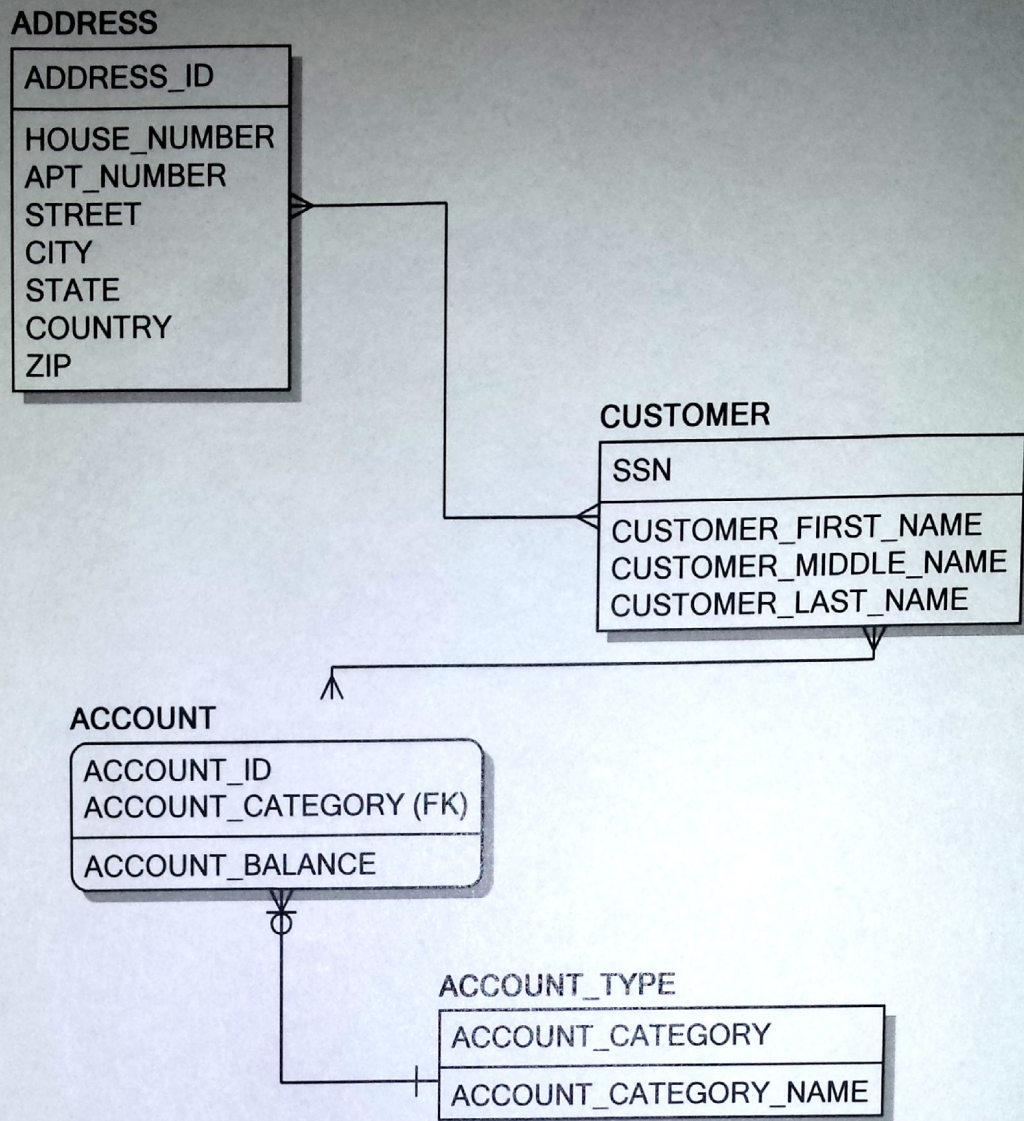 ADDRESS
ADDRESS_ID
HOUSE_NUMBER
APT_NUMBER
STREET
CITY
STATE
COUNTRY
ZIP
CUSTOMER
SSN
CUSTOMER_FIRST_NAME
CUSTOMER_MIDDLE_NAME
CUSTOMER_LAST_NAME
ACCOUNT
ACCOUNT_ID
ACCOUNT_CATEGORY (FK)
ACCOUNT_BALANCE
ACCOUNT_TYPE
ACCOUNT_CATEGORY
ACCOUNT_CATEGORY_NAME